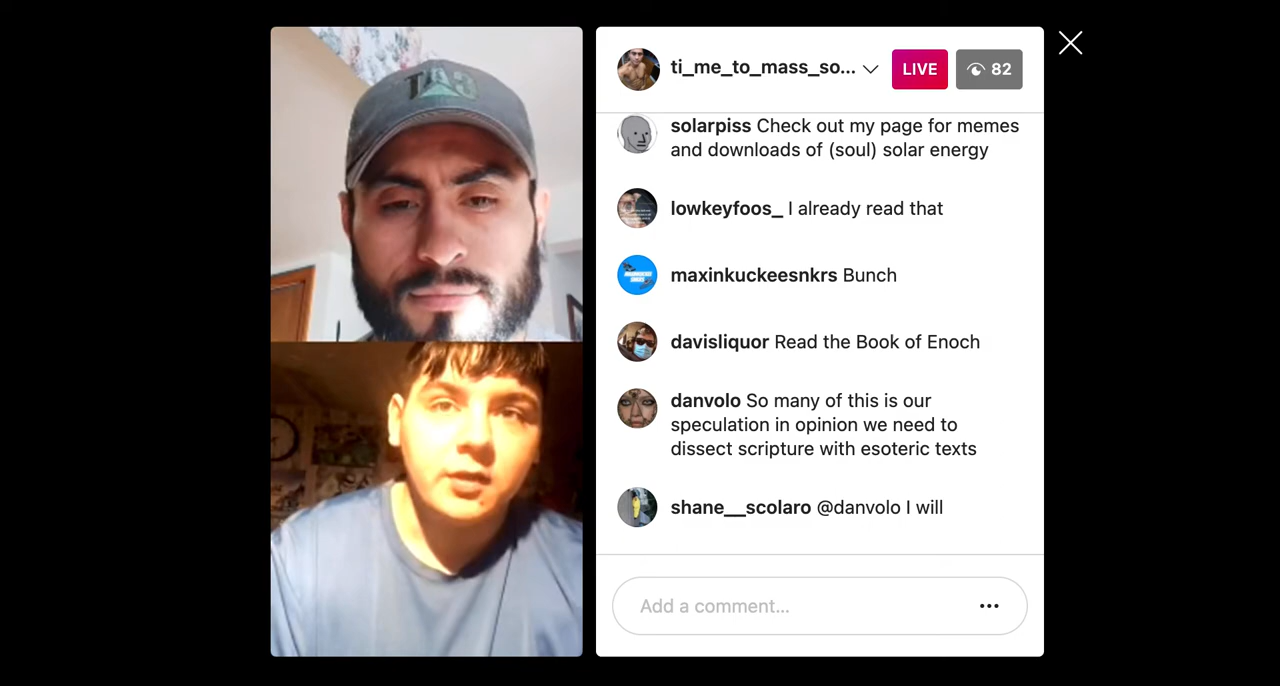 CAT
ti_me_to_mass_so...
LIVE
82
solarpiss Check out my page for memes
and downloads of (soul) solar energy
lowkeyfoos_ I already read that
maxinkuckeesnkrs Bunch
davisliquor Read the Book of Enoch
danvolo So many of this is our
speculation in opinion we need to
dissect scripture with esoteric texts
shane__scolaro @danvolo I will
Add a comment...